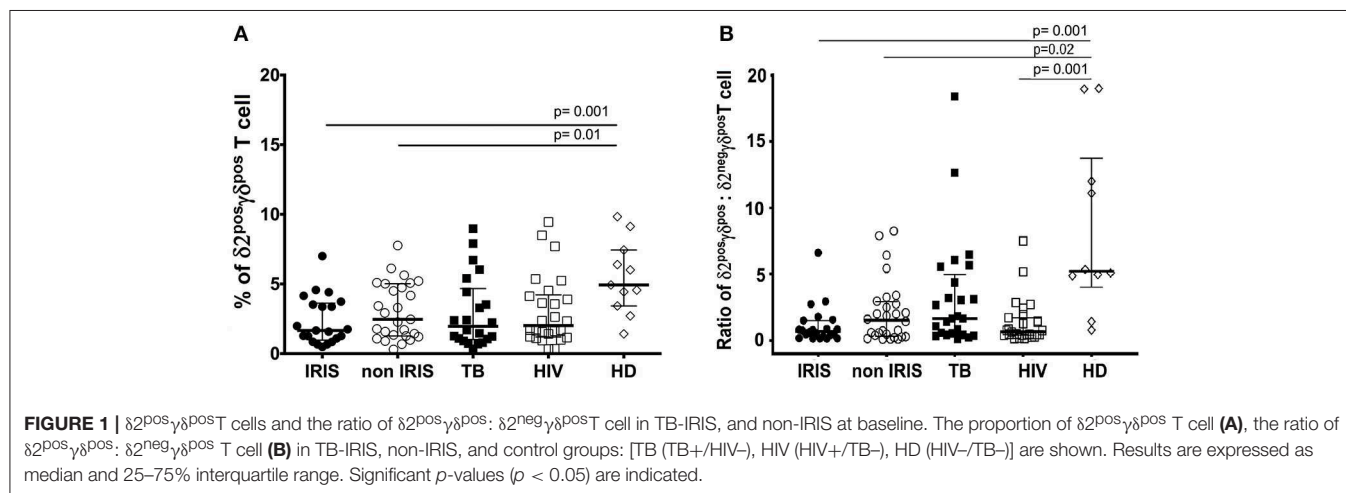 A
% of δ2ᵖᵒˢγδᵖᵒˢ T cell
20
15
10
5
0
p= 0.001
p= 0.01
IRIS non IRIS TB HIV HD
B
Ratio of δ2ᵖᵒˢγδᵖᵒˢ : δ2ⁿᵉᵍγδᵖᵒˢT cell
20
15
10
5
0
p= 0.001
p=0.02
p= 0.001
IRIS non IRIS TB HIV HD
FIGURE 1 | δ2ᵖᵒˢγδᵖᵒˢT cells and the ratio of δ2ᵖᵒˢγδᵖᵒˢ: δ2ⁿᵉᵍγδᵖᵒˢT cell in TB-IRIS, and non-IRIS at baseline. The proportion of δ2ᵖᵒˢγδᵖᵒˢ T cell (A), the ratio of
δ2ᵖᵒˢγδᵖᵒˢ: δ2ⁿᵉᵍγδᵖᵒˢ T cell (B) in TB-IRIS, non-IRIS, and control groups: [TB (TB+/HIV–), HIV (HIV+/TB–), HD (HIV–/TB–)] are shown. Results are expressed as
median and 25–75% interquartile range. Significant p-values (p < 0.05) are indicated.